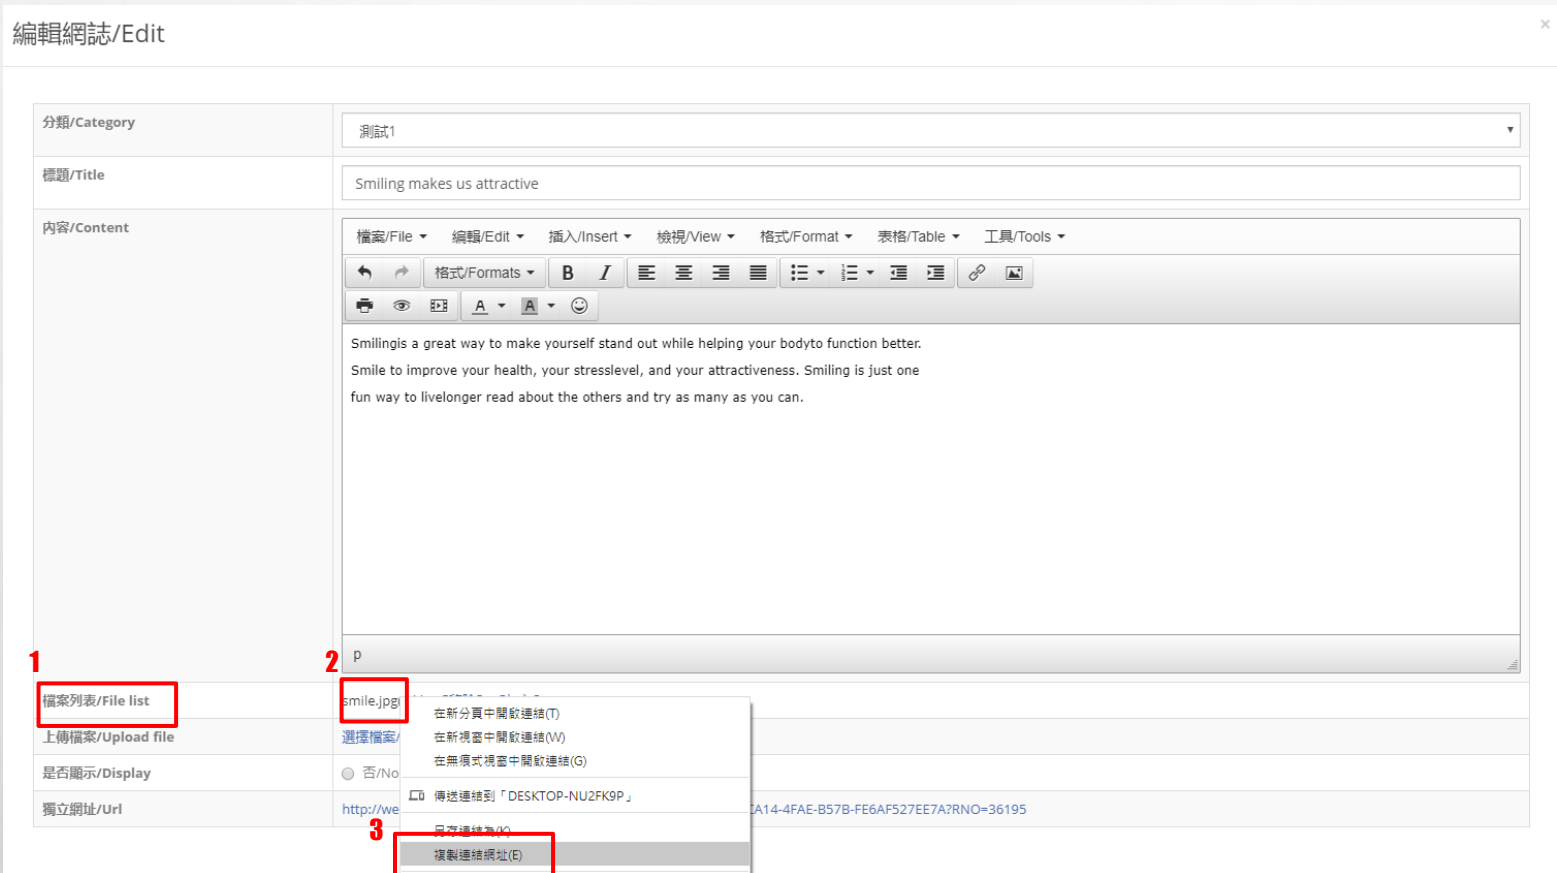 編輯網誌/Edit
×
分類/Category
測試1
標題/Title
Smiling makes us attractive
內容/Content
檔案/File 編輯/Edit 插入/Insert 檢視/View 格式/Format 表格/Table 工具/Tools
格式/Formats B I
A A
Smilingis a great way to make yourself stand out while helping your bodyto function better.
Smile to improve your health, your stresslevel, and your attractiveness. Smiling is just one
fun way to livelonger read about the others and try as many as you can.
1
2
p
檔案列表/File list
smile.jpg
在新分頁中開啟連結(T)
上傳檔案/Upload file
選擇檔案/
在新視窗中開啟連結(W)
在無痕式視窗中開啟連結(G)
是否顯示/Display
否/No
傳送連結到「DESKTOP-NU2FK9P」
獨立網址/Url
http://we
A14-4FAE-B57B-FE6AF527EE7A?RNO=36195
3
另存連結為(K)...
複製連結網址(E)